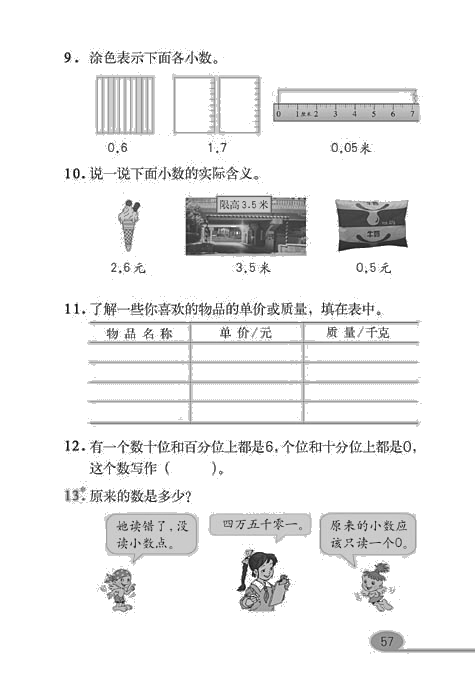 9. 涂色表示下面各小数。
0 1厘米 2 3 4 5 6 7
0.6 1.7 0.05米
10. 说一说下面小数的实际含义。
限高3.5米
2.6元 3.5米 0.5元
11. 了解一些你喜欢的物品的单价或质量，填在表中。
物品名称 单价/元 质量/千克
12. 有一个数十位和百分位上都是6，个位和十分位上都是0，
这个数写作（ ）。
13* 原来的数是多少？
她读错了，没
读小数点。
四万五千零一。
原来的小数应
该只读一个0。
57